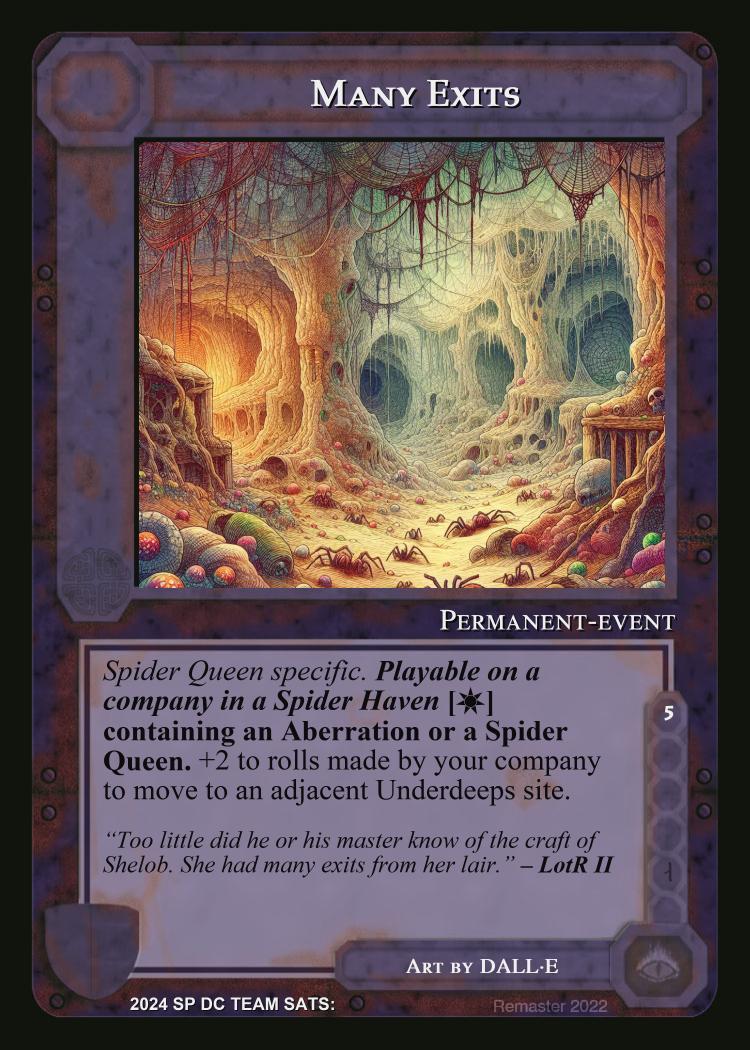 Many Exits
Permanent-event
Spider Queen specific. Playable on a
company in a Spider Haven [☀]
containing an Aberration or a Spider
Queen. +2 to rolls made by your company
to move to an adjacent Underdeeps site.
5
“Too little did he or his master know of the craft of
Shelob. She had many exits from her lair.” – LotR II
Art by DALL·E
2024 SP DC TEAM SATS:
Remaster 2022